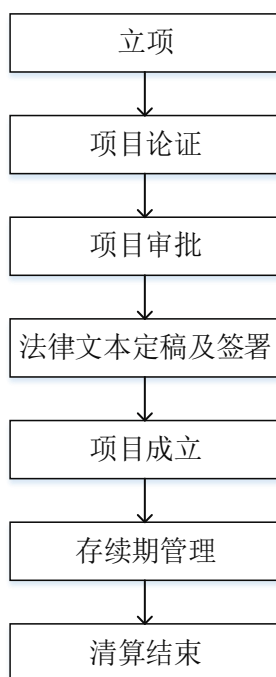 立项
项目论证
项目审批
法律文本定稿及签署
项目成立
存续期管理
清算结束